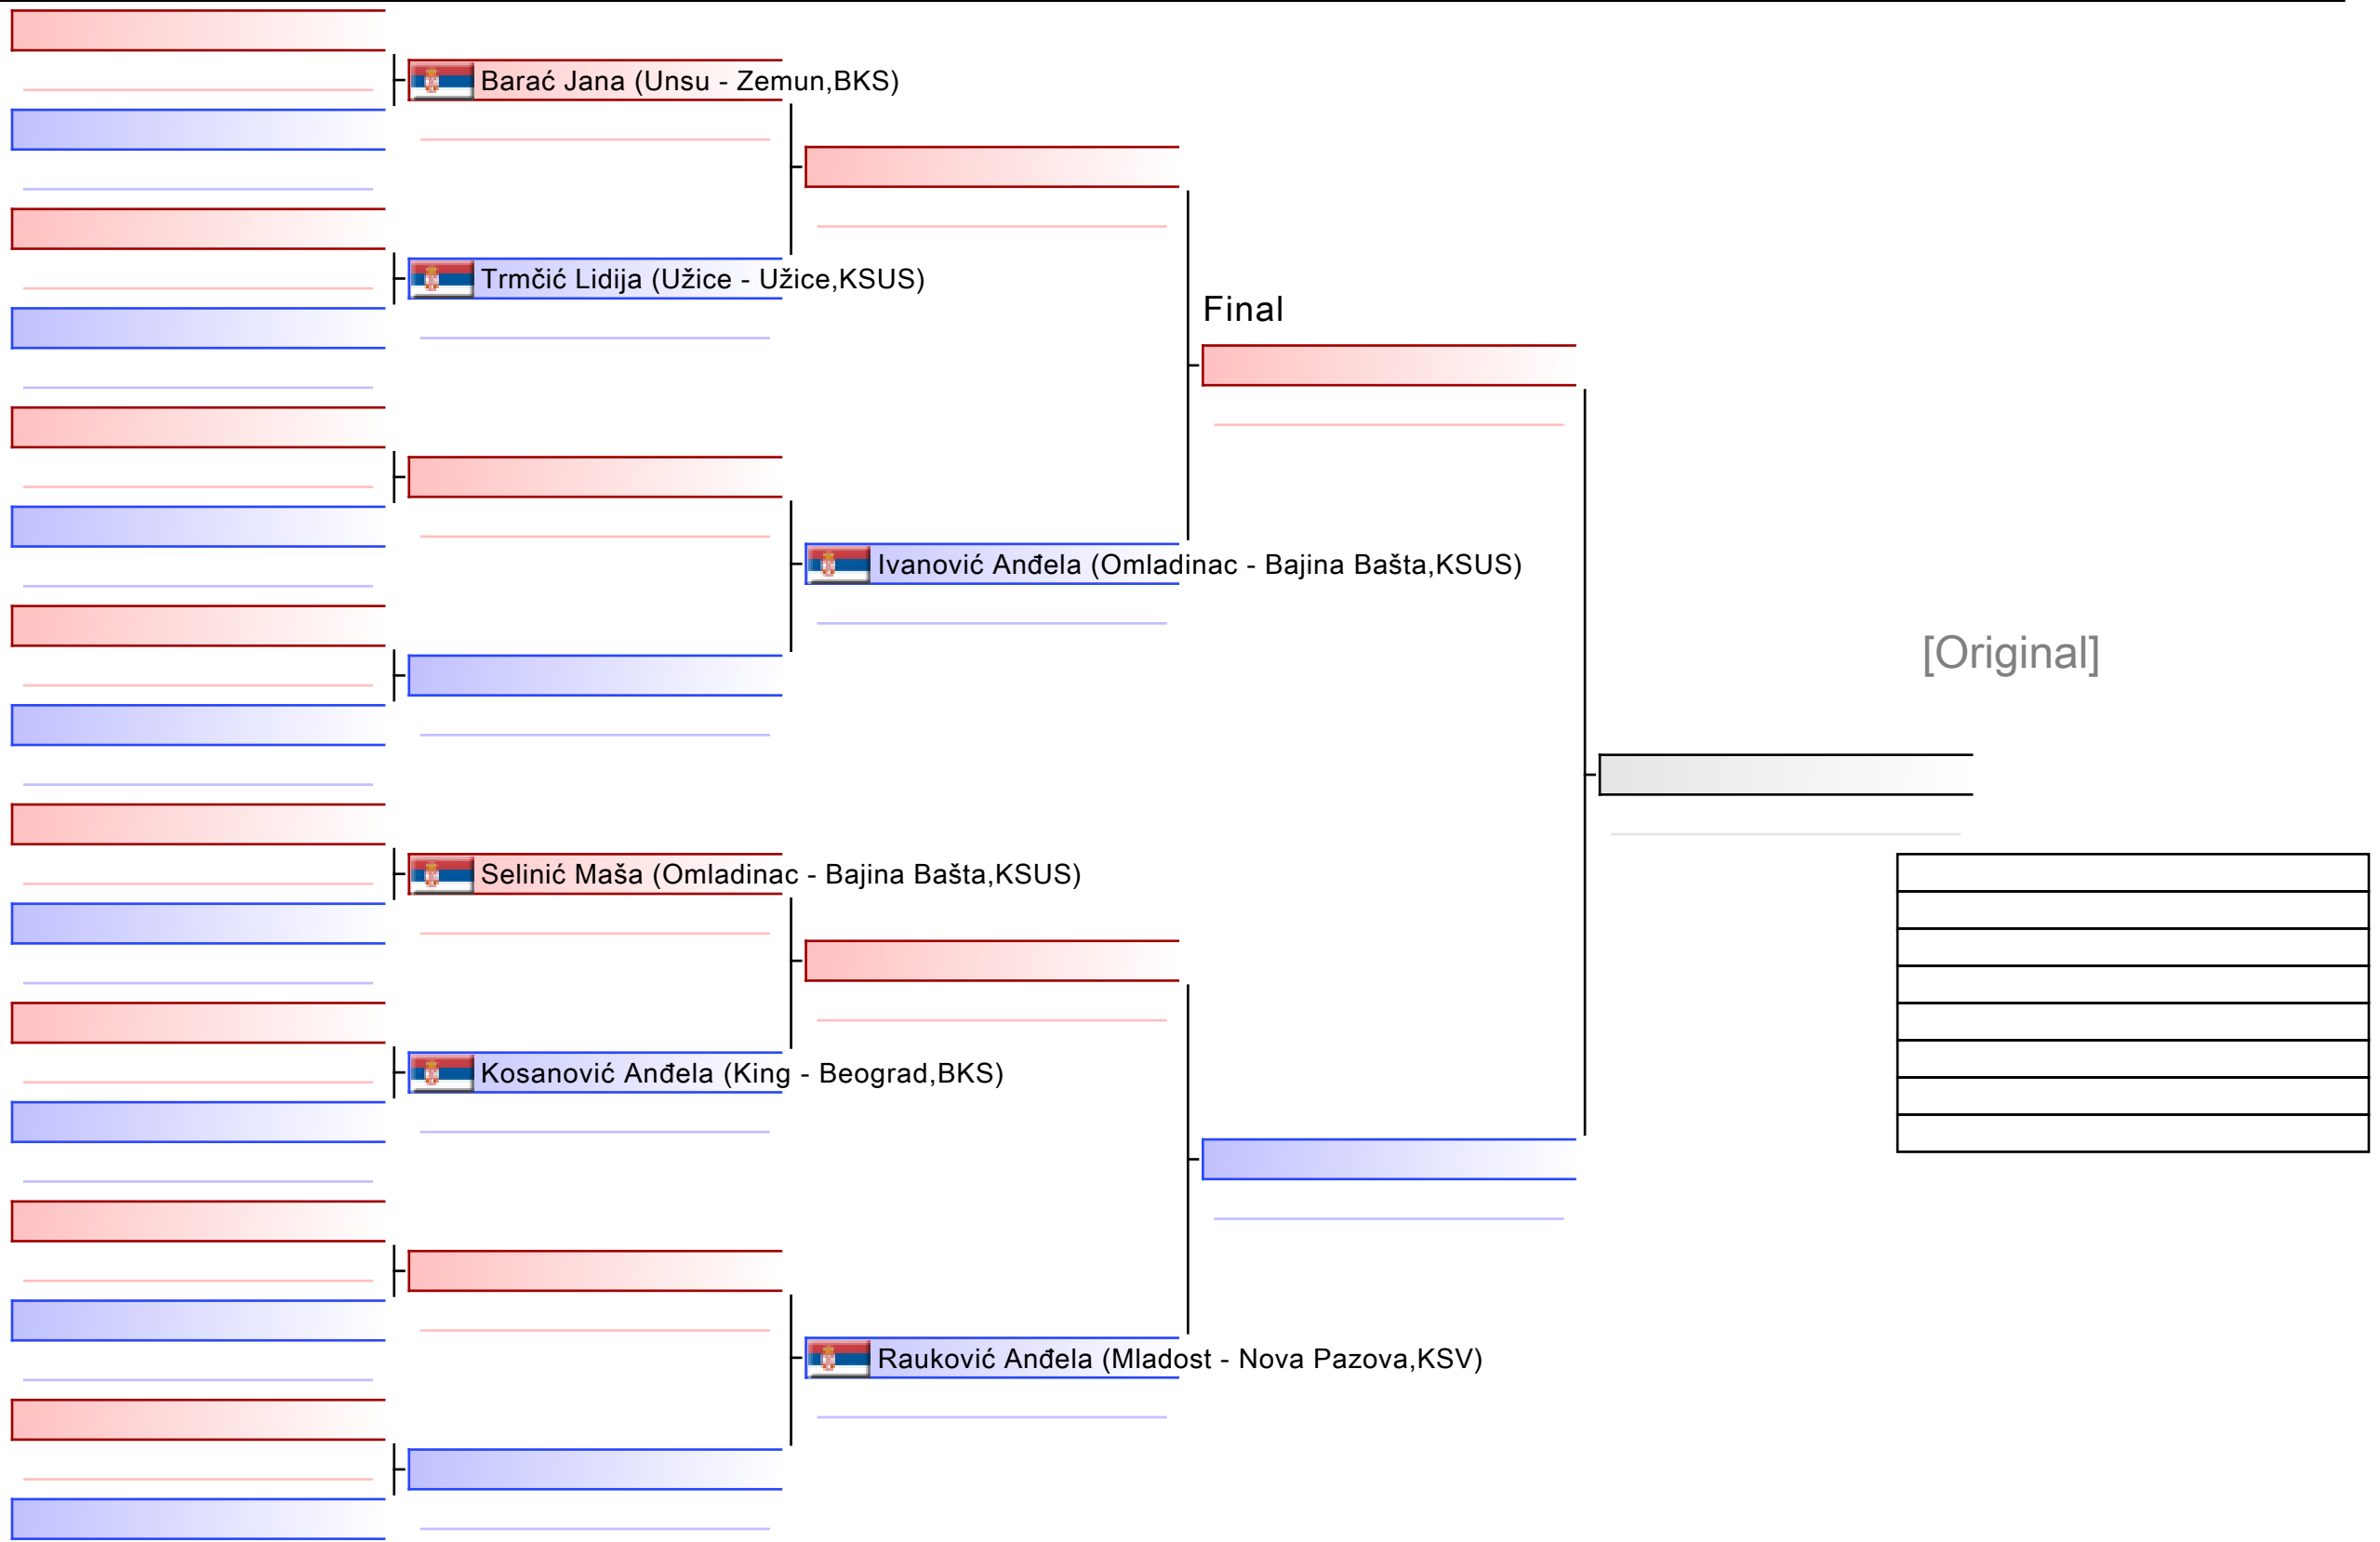 Barać Jana (Unsu - Zemun,BKS)
Trmčić Lidija (Užice - Užice,KSUS)
Final
Ivanović Anđela (Omladinac - Bajina Bašta,KSUS)
[Original]
Selinić Maša (Omladinac - Bajina Bašta,KSUS)
Kosanović Anđela (King - Beograd,BKS)
Rauković Anđela (Mladost - Nova Pazova,KSV)